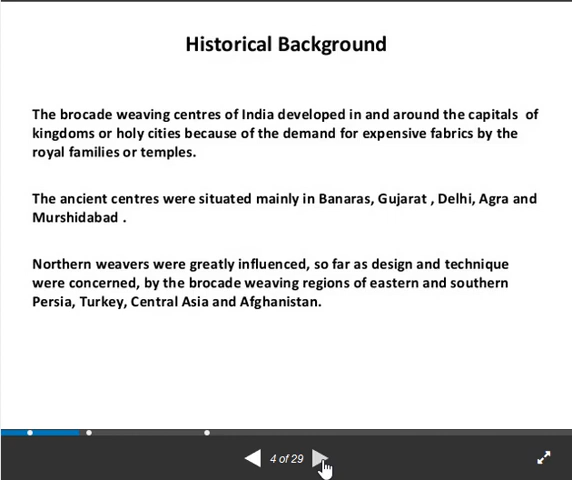 Historical Background
The brocade weaving centres of India developed in and around the capitals of
kingdoms or holy cities because of the demand for expensive fabrics by the
royal families or temples.
The ancient centres were situated mainly in Banaras, Gujarat , Delhi, Agra and
Murshidabad .
Northern weavers were greatly influenced, so far as design and technique
were concerned, by the brocade weaving regions of eastern and southern
Persia, Turkey, Central Asia and Afghanistan.
4 of 29